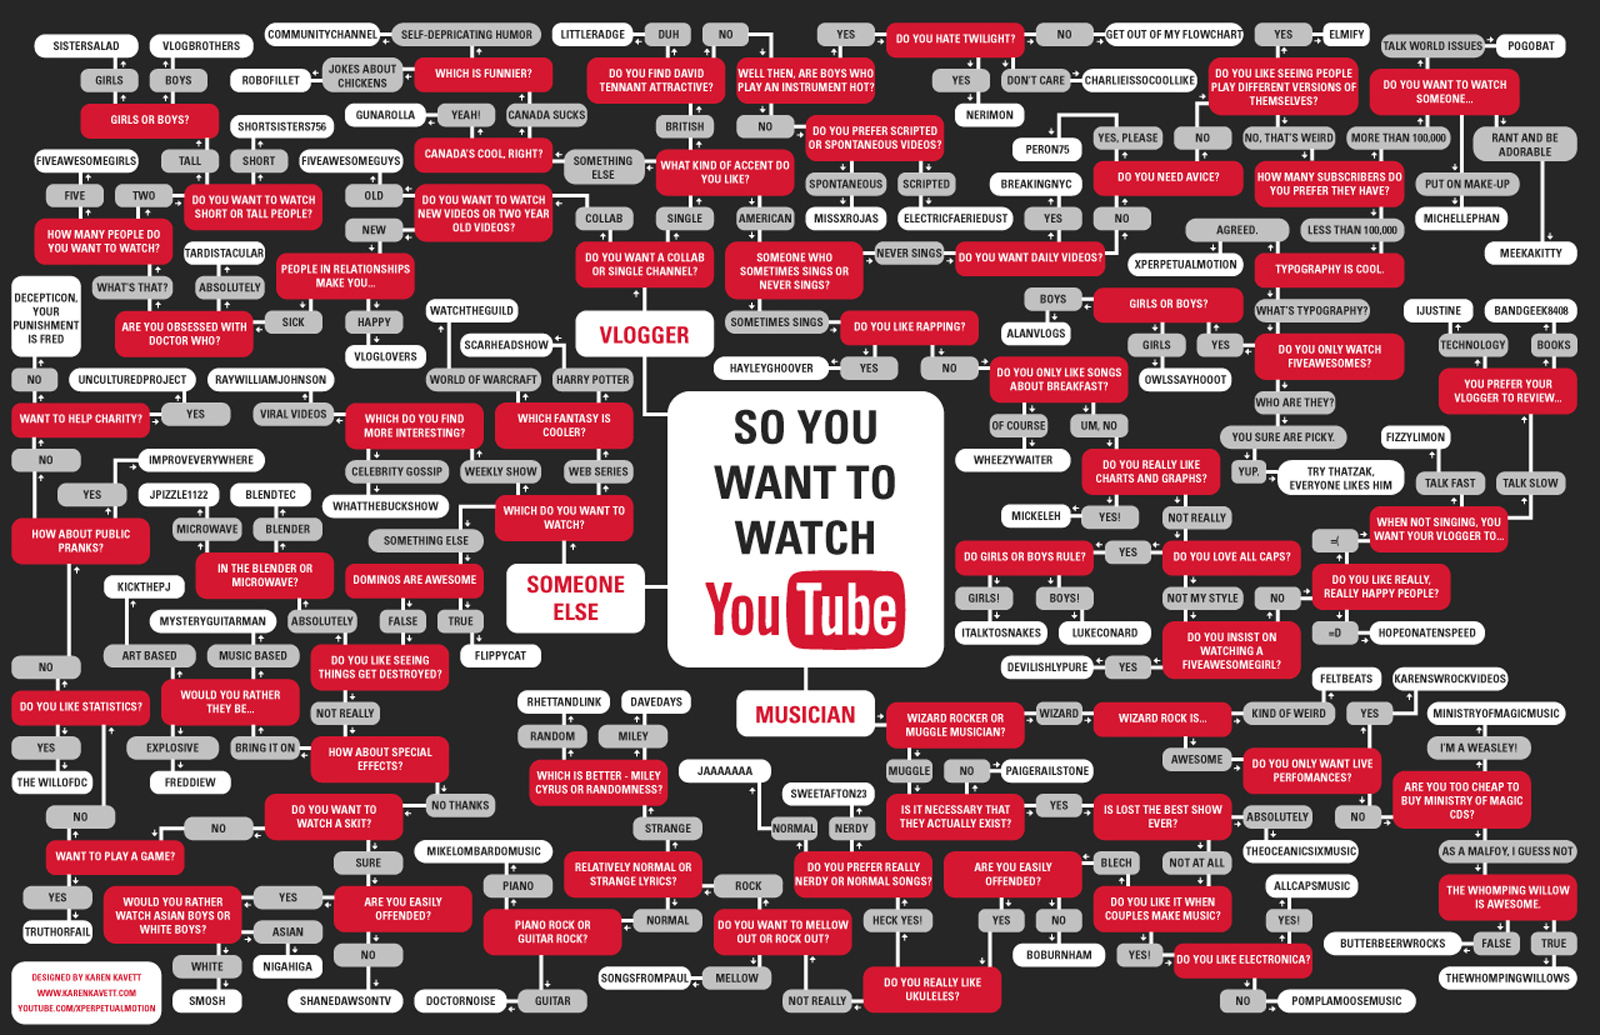 COMMUNITYCHANNEL
SELF-DEPRICATING HUMOR
LITTLERADGE
DUH
NO
YES
DO YOU HATE TWILIGHT?
NO
GET OUT OF MY FLOWCHART
YES
ELMIFY
SISTERSALAD
VLOGBROTHERS
TALK WORLD ISSUES
POGOBAT
GIRLS
BOYS
ROBOFILLET
JOKES ABOUT
CHICKENS
WHICH IS FUNNIER?
DO YOU FIND DAVID
TENNANT ATTRACTIVE?
WELL THEN, ARE BOYS WHO
PLAY AN INSTRUMENT HOT?
YES
DON'T CARE
CHARLIEISSOCOOLLIKE
DO YOU LIKE SEEING PEOPLE
PLAY DIFFERENT VERSIONS OF
THEMSELVES?
DO YOU WANT TO WATCH
SOMEONE...
GIRLS OR BOYS?
GUNAROLLA
YEAH!
CANADA SUCKS
NERIMON
SHORTSISTERS756
BRITISH
NO
DO YOU PREFER SCRIPTED
OR SPONTANEOUS VIDEOS?
PERON75
YES, PLEASE
NO
NO, THAT'S WEIRD
MORE THAN 100,000
RANT AND BE
ADORABLE
FIVEAWESOMEGIRLS
TALL
SHORT
FIVEAWESOMEGUYS
CANADA'S COOL, RIGHT?
SOMETHING
ELSE
WHAT KIND OF ACCENT DO
YOU LIKE?
SPONTANEOUS
SCRIPTED
BREAKINGNYC
DO YOU NEED AVICE?
HOW MANY SUBSCRIBERS DO
YOU PREFER THEY HAVE?
PUT ON MAKE-UP
FIVE
TWO
DO YOU WANT TO WATCH
SHORT OR TALL PEOPLE?
OLD
DO YOU WANT TO WATCH
NEW VIDEOS OR TWO YEAR
OLD VIDEOS?
COLLAB
SINGLE
AMERICAN
MISSXROJAS
ELECTRICFAERIEDUST
YES
NO
AGREED.
LESS THAN 100,000
MICHELLEPHAN
HOW MANY PEOPLE DO
YOU WANT TO WATCH?
NEW
TARDISTACULAR
DO YOU WANT A COLLAB
OR SINGLE CHANNEL?
SOMEONE WHO
SOMETIMES SINGS OR
NEVER SINGS?
NEVER SINGS
DO YOU WANT DAILY VIDEOS?
XPERPETUALMOTION
TYPOGRAPHY IS COOL.
MEEKAKITTY
DECEPTICON,
YOUR
PUNISHMENT
IS FRED
WHAT'S THAT?
ABSOLUTELY
PEOPLE IN RELATIONSHIPS
MAKE YOU...
BOYS
GIRLS OR BOYS?
WHAT'S TYPOGRAPHY?
IJUSTINE
BANDGEEK8408
ARE YOU OBSESSED WITH
DOCTOR WHO?
SICK
HAPPY
WATCHTHEGUILD
VLOGGER
SOMETIMES SINGS
DO YOU LIKE RAPPING?
ALANVLOGS
GIRLS
YES
DO YOU ONLY WATCH
FIVEAWESOMES?
TECHNOLOGY
BOOKS
VLOGLOVERS
SCARHEADSHOW
HAYLEYGHOOVER
YES
NO
DO YOU ONLY LIKE SONGS
ABOUT BREAKFAST?
OWLSSAYHOOOT
YOU PREFER YOUR
VLOGGER TO REVIEW...
NO
UNCULTUREDPROJECT
RAYWILLIAMJOHNSON
WORLD OF WARCRAFT
HARRY POTTER
WHO ARE THEY?
WANT TO HELP CHARITY?
YES
VIRAL VIDEOS
WHICH DO YOU FIND
MORE INTERESTING?
WHICH FANTASY IS
COOLER?
SO YOU
WANT TO
WATCH
YouTube
OF COURSE
UM, NO
YOU SURE ARE PICKY.
FIZZYLIMON
NO
IMPROVEVERYWHERE
CELEBRITY GOSSIP
WEEKLY SHOW
WEB SERIES
WHEEZYWAITER
DO YOU REALLY LIKE
CHARTS AND GRAPHS?
YUP.
TRY THATZAK,
EVERYONE LIKES HIM
TALK FAST
TALK SLOW
YES
JPIZZLE1122
BLENDTEC
WHATTHEBUCKSHOW
WHICH DO YOU WANT TO
WATCH?
MICKELEH
YES!
NOT REALLY
WHEN NOT SINGING, YOU
WANT YOUR VLOGGER TO...
HOW ABOUT PUBLIC
PRANKS?
MICROWAVE
BLENDER
SOMETHING ELSE
=(
DO GIRLS OR BOYS RULE?
YES
DO YOU LOVE ALL CAPS?
KICKTHEPJ
IN THE BLENDER OR
MICROWAVE?
DOMINOS ARE AWESOME
SOMEONE
ELSE
GIRLS!
BOYS!
NOT MY STYLE
NO
DO YOU LIKE REALLY,
REALLY HAPPY PEOPLE?
MYSTERYGUITARMAN
ABSOLUTELY
FALSE
TRUE
ITALKTOSNAKES
LUKECONARD
DO YOU INSIST ON
WATCHING A
FIVEAWESOMEGIRL?
=D
HOPEONATENSPEED
NO
ART BASED
MUSIC BASED
DO YOU LIKE SEEING
THINGS GET DESTROYED?
FLIPPYCAT
DEVILISHLYPURE
YES
FELTBEATS
KARENSWROCKVIDEOS
DO YOU LIKE STATISTICS?
WOULD YOU RATHER
THEY BE...
NOT REALLY
RHETTANDLINK
DAVEDAYS
MUSICIAN
WIZARD ROCKER OR
MUGGLE MUSICIAN?
WIZARD
WIZARD ROCK IS...
KIND OF WEIRD
YES
MINISTRYOFMAGICMUSIC
YES
EXPLOSIVE
BRING IT ON
HOW ABOUT SPECIAL
EFFECTS?
RANDOM
MILEY
AWESOME
I'M A WEASLEY!
THE WILLOFDC
FREDDIEW
WHICH IS BETTER - MILEY
CYRUS OR RANDOMNESS?
JAAAAAAA
MUGGLE
NO
PAIGERAILSTONE
DO YOU ONLY WANT LIVE
PERFOMANCES?
ARE YOU TOO CHEAP TO
BUY MINISTRY OF MAGIC
CDS?
NO
DO YOU WANT TO
WATCH A SKIT?
NO THANKS
SWEETAFTON23
IS IT NECESSARY THAT
THEY ACTUALLY EXIST?
YES
IS LOST THE BEST SHOW
EVER?
ABSOLUTELY
NO
NO
STRANGE
NORMAL
NERDY
WANT TO PLAY A GAME?
SURE
MIKELOMBARDOMUSIC
RELATIVELY NORMAL OR
STRANGE LYRICS?
DO YOU PREFER REALLY
NERDY OR NORMAL SONGS?
ARE YOU EASILY
OFFENDED?
BLECH
NOT AT ALL
THEOCEANICSIXMUSIC
AS A MALFOY, I GUESS NOT
YES
WOULD YOU RATHER
WATCH ASIAN BOYS OR
WHITE BOYS?
YES
ARE YOU EASILY
OFFENDED?
PIANO
ROCK
DO YOU LIKE IT WHEN
COUPLES MAKE MUSIC?
ALLCAPSMUSIC
THE WHOMPING WILLOW
IS AWESOME.
TRUTHORFAIL
ASIAN
PIANO ROCK OR
GUITAR ROCK?
NORMAL
DO YOU WANT TO MELLOW
OUT OR ROCK OUT?
HECK YES!
YES
NO
YES!
NO
BOBURNHAM
YES!
DO YOU LIKE ELECTRONICA?
BUTTERBEERWROCKS
FALSE
TRUE
DESIGNED BY KAREN KAVETT
WWW.KARENKAVETT.COM
YOUTUBE.COM/XPERPETUALMOTION
WHITE
NIGAHIGA
SONGSFROMPAUL
MELLOW
DO YOU REALLY LIKE
UKULELES?
THEWHOMPINGWILLOWS
SMOSH
SHANEDAWSONTV
DOCTORNOISE
GUITAR
NOT REALLY
NO
POMPLAMOOSEMUSIC